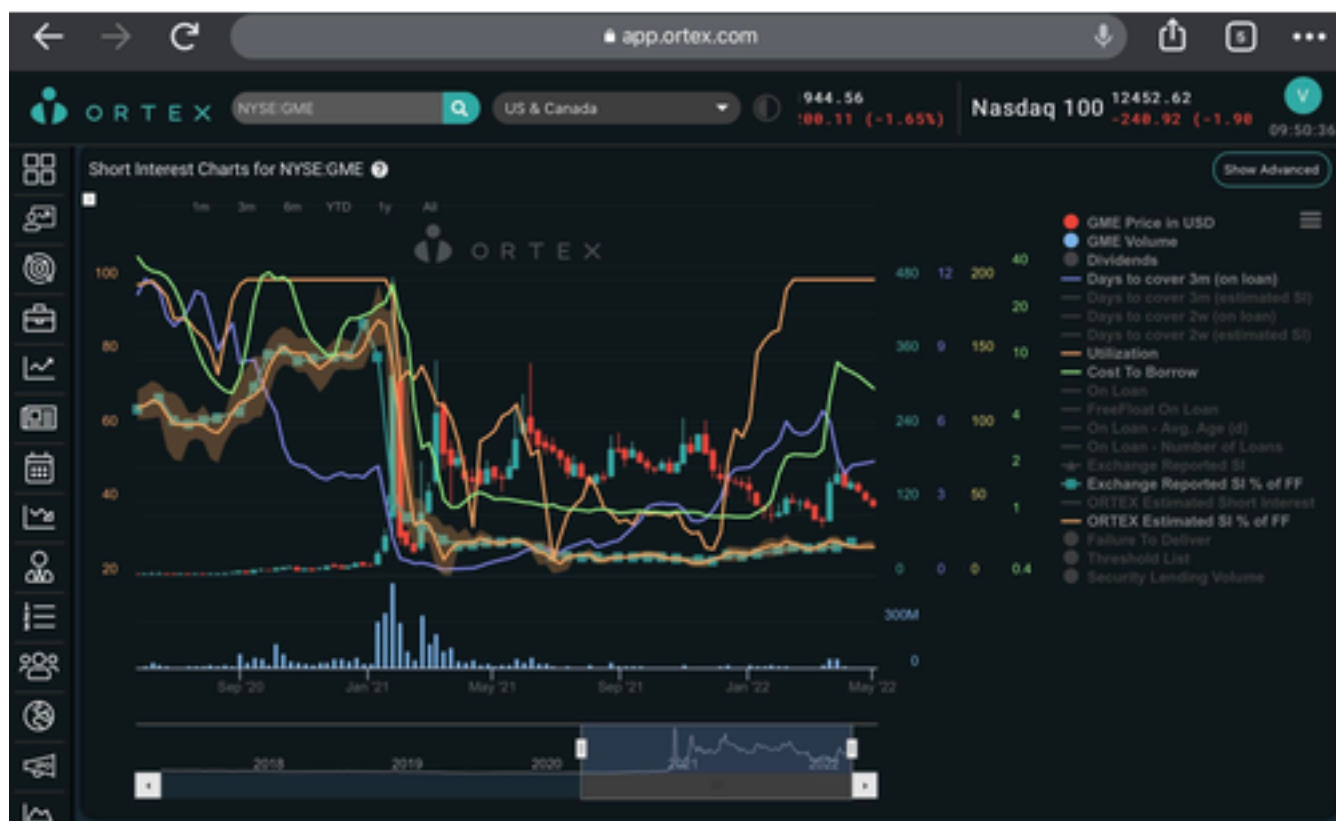 app.ortex.com
5
ORTEX
NYSE:GME
US & Canada
944.56
(-1.65%)
Nasdaq 100
12452.62
-240.92 (-1.90
V
09:50:36
Short Interest Charts for NYSE:GME
Show Advanced
1m 3m 6m YTD 1y All
ORTEX
100
80
60
40
20
480 12 200
360 9 150
240 6 100
120 3 50
0 0 0
40
20
10
4
2
1
0.4
300M
0
GME Price in USD
GME Volume
Dividends
Days to cover 3m (on loan)
Days to cover 3m (estimated SI)
Days to cover 2w (on loan)
Days to cover 2w (estimated SI)
Utilization
Cost To Borrow
On Loan
FreeFloat On Loan
On Loan - Avg. Age (d)
On Loan - Number of Loans
Exchange Reported SI
Exchange Reported SI % of FF
ORTEX Estimated Short Interest
ORTEX Estimated SI % of FF
Failure To Deliver
Threshold List
Security Lending Volume
Sep '20 Jan '21 May '21 Sep '21 Jan '22 May '22
2018 2019 2020 2021 2022